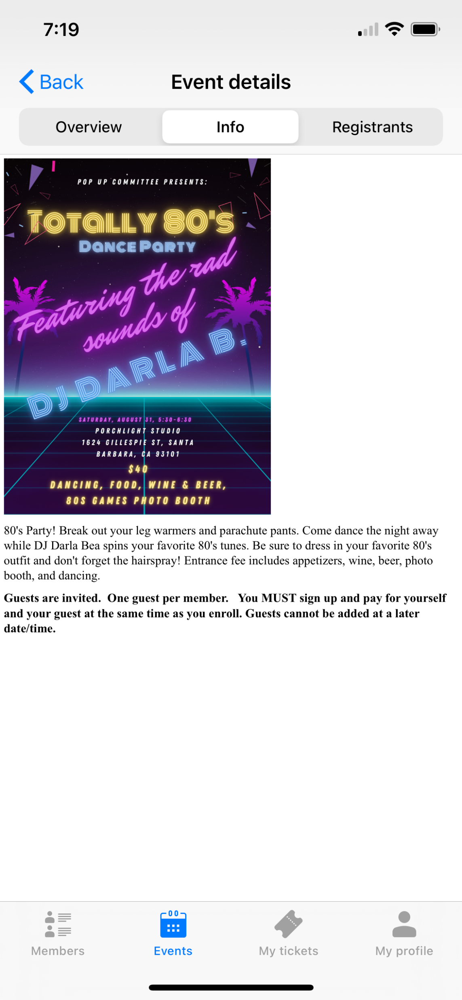 7:19
Back
Event details
Overview
Info
Registrants
POP UP COMMITTEE PRESENTS:
TOTALLY 80'S
DANCE PARTY
Featuring the rad
sounds of
DJ DARLA B.
SATURDAY, AUGUST 31, 5:30-6:30
PORCHLIGHT STUDIO
1624 GILLESPIE ST, SANTA
BARBARA, CA 93101
$40
DANCING, FOOD, WINE & BEER,
80S GAMES PHOTO BOOTH
80's Party! Break out your leg warmers and parachute pants. Come dance the night away
while DJ Darla Bea spins your favorite 80's tunes. Be sure to dress in your favorite 80's
outfit and don't forget the hairspray! Entrance fee includes appetizers, wine, beer, photo
booth, and dancing.
Guests are invited.  One guest per member.   You MUST sign up and pay for yourself
and your guest at the same time as you enroll. Guests cannot be added at a later
date/time.
Members
Events
My tickets
My profile